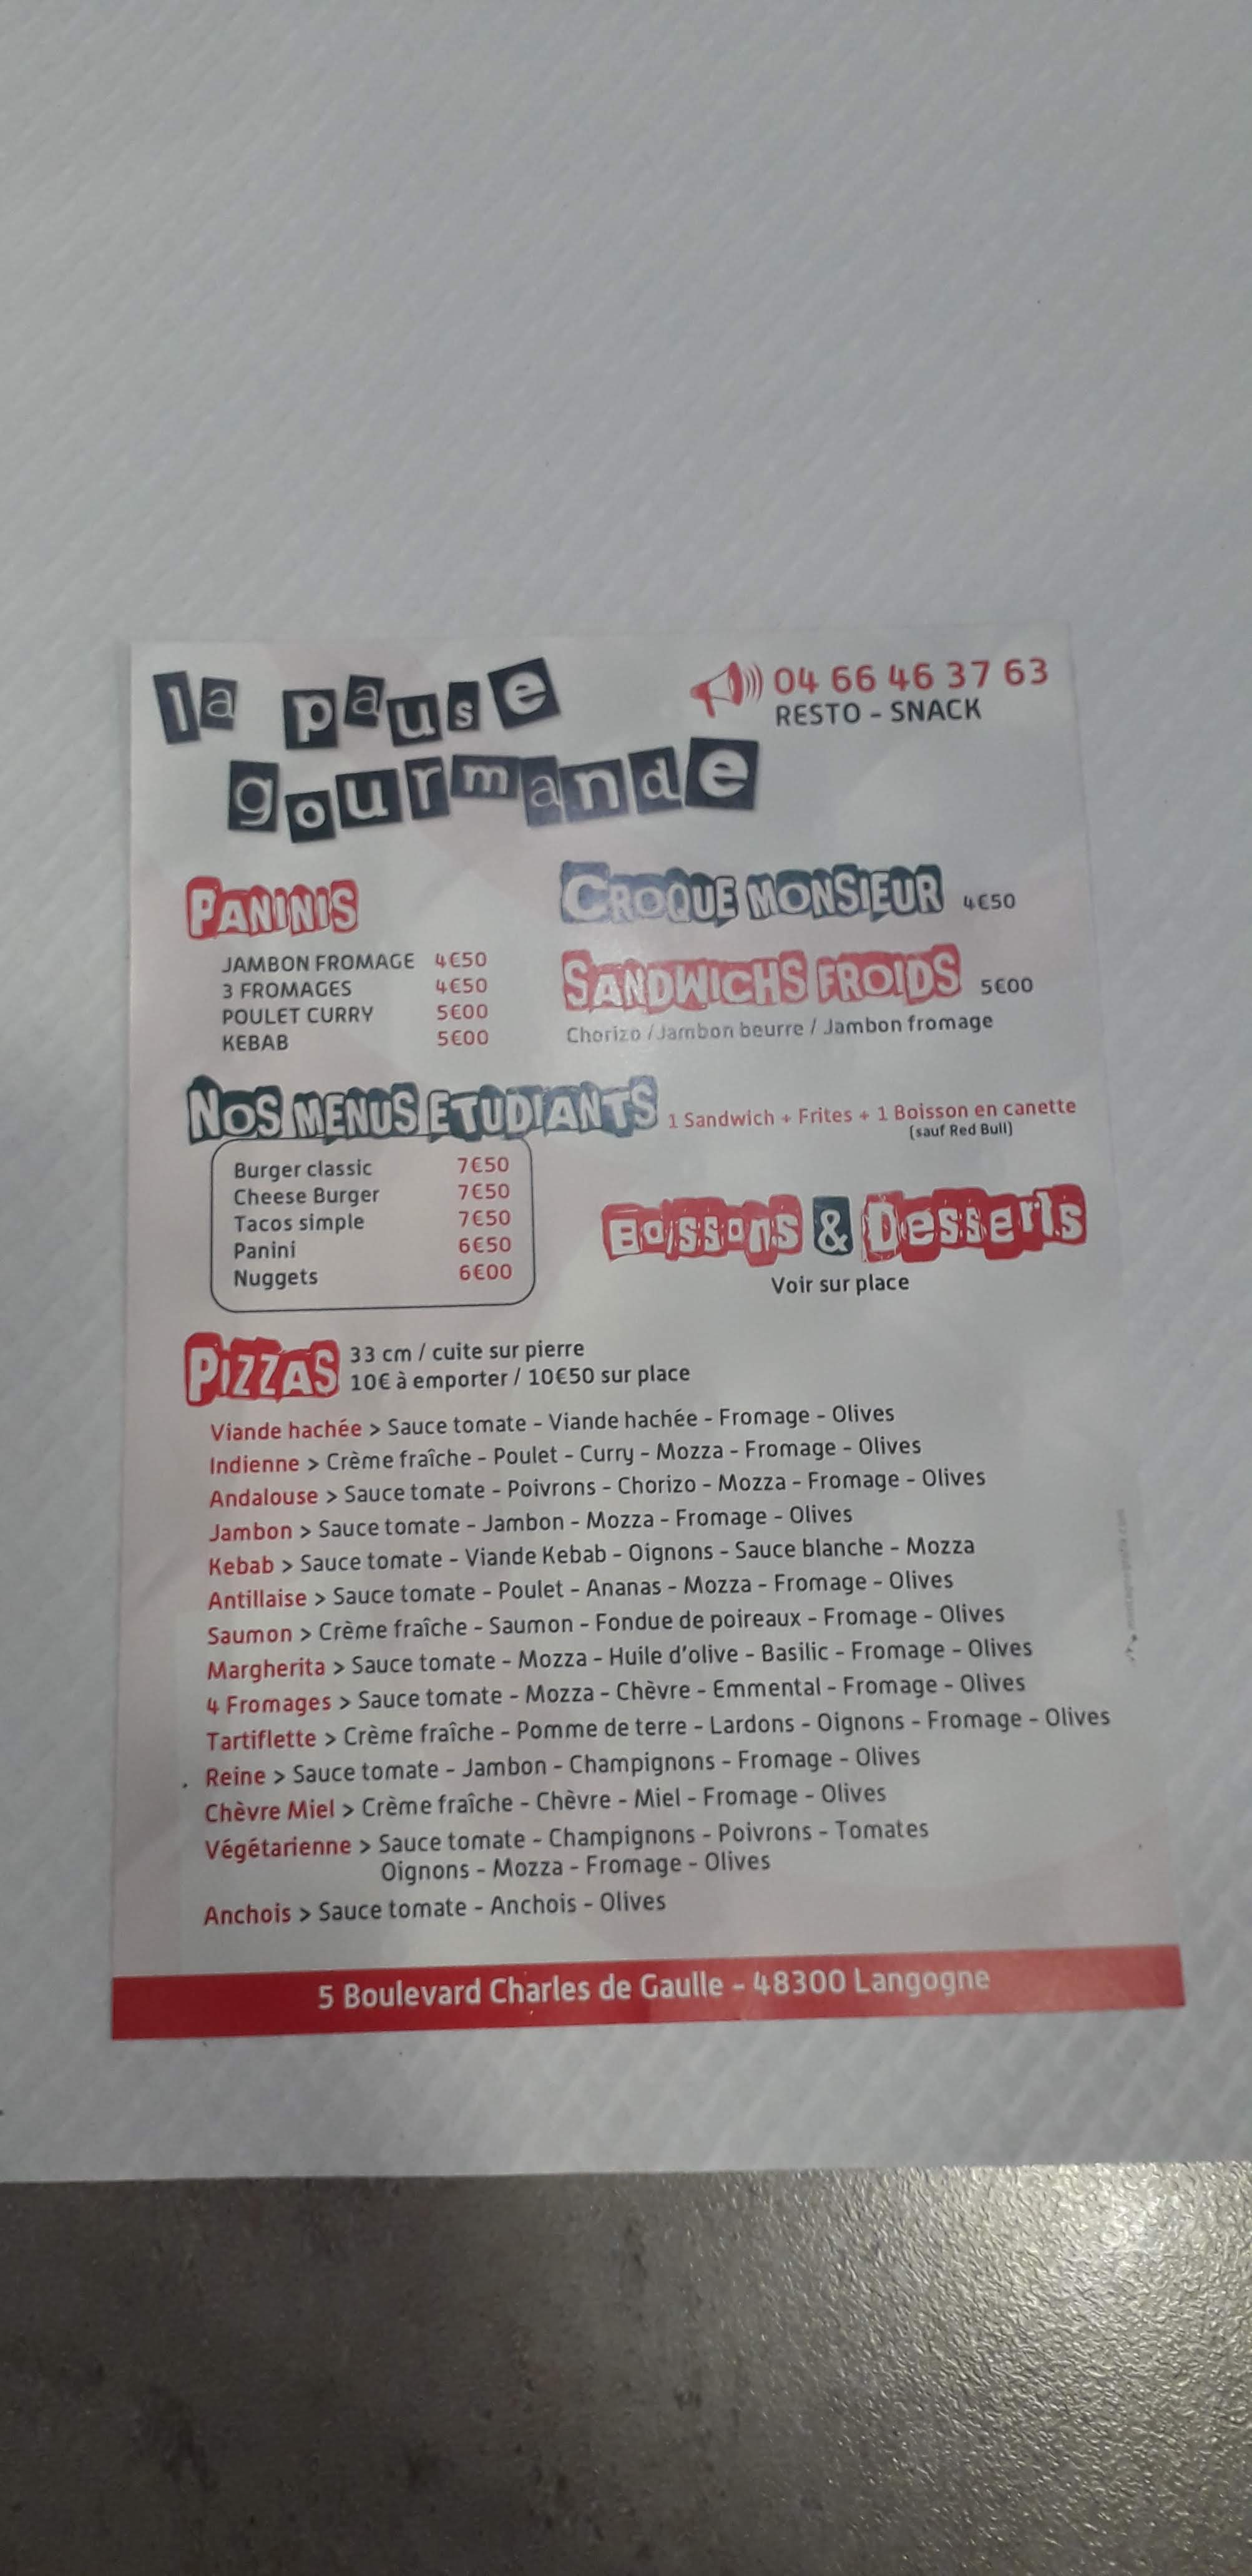 la pause
gourmande
04 66 46 37 63
RESTO - SNACK
PANINIS
JAMBON FROMAGE 4€50
3 FROMAGES 4€50
POULET CURRY 5€00
KEBAB 5€00
CROQUE MONSIEUR 4€50
SANDWICHS FROIDS 5€00
Chorizo / Jambon beurre / Jambon fromage
NOS MENUS ETUDIANTS 1 Sandwich + Frites + 1 Boisson en canette
(sauf Red Bull)
Burger classic 7€50
Cheese Burger 7€50
Tacos simple 7€50
Panini 6€50
Nuggets 6€00
Boissons & Desserts
Voir sur place
PIZZAS 33 cm / cuite sur pierre
10€ à emporter / 10€50 sur place
Viande hachée > Sauce tomate - Viande hachée - Fromage - Olives
Indienne > Crème fraîche - Poulet - Curry - Mozza - Fromage - Olives
Andalouse > Sauce tomate - Poivrons - Chorizo - Mozza - Fromage - Olives
Jambon > Sauce tomate - Jambon - Mozza - Fromage - Olives
Kebab > Sauce tomate - Viande Kebab - Oignons - Sauce blanche - Mozza
Antillaise > Sauce tomate - Poulet - Ananas - Mozza - Fromage - Olives
Saumon > Crème fraîche - Saumon - Fondue de poireaux - Fromage - Olives
Margherita > Sauce tomate - Mozza - Huile d'olive - Basilic - Fromage - Olives
4 Fromages > Sauce tomate - Mozza - Chèvre - Emmental - Fromage - Olives
Tartiflette > Crème fraîche - Pomme de terre - Lardons - Oignons - Fromage - Olives
Reine > Sauce tomate - Jambon - Champignons - Fromage - Olives
Chèvre Miel > Crème fraîche - Chèvre - Miel - Fromage - Olives
Végétarienne > Sauce tomate - Champignons - Poivrons - Tomates
Oignons - Mozza - Fromage - Olives
Anchois > Sauce tomate - Anchois - Olives
5 Boulevard Charles de Gaulle - 48300 Langogne